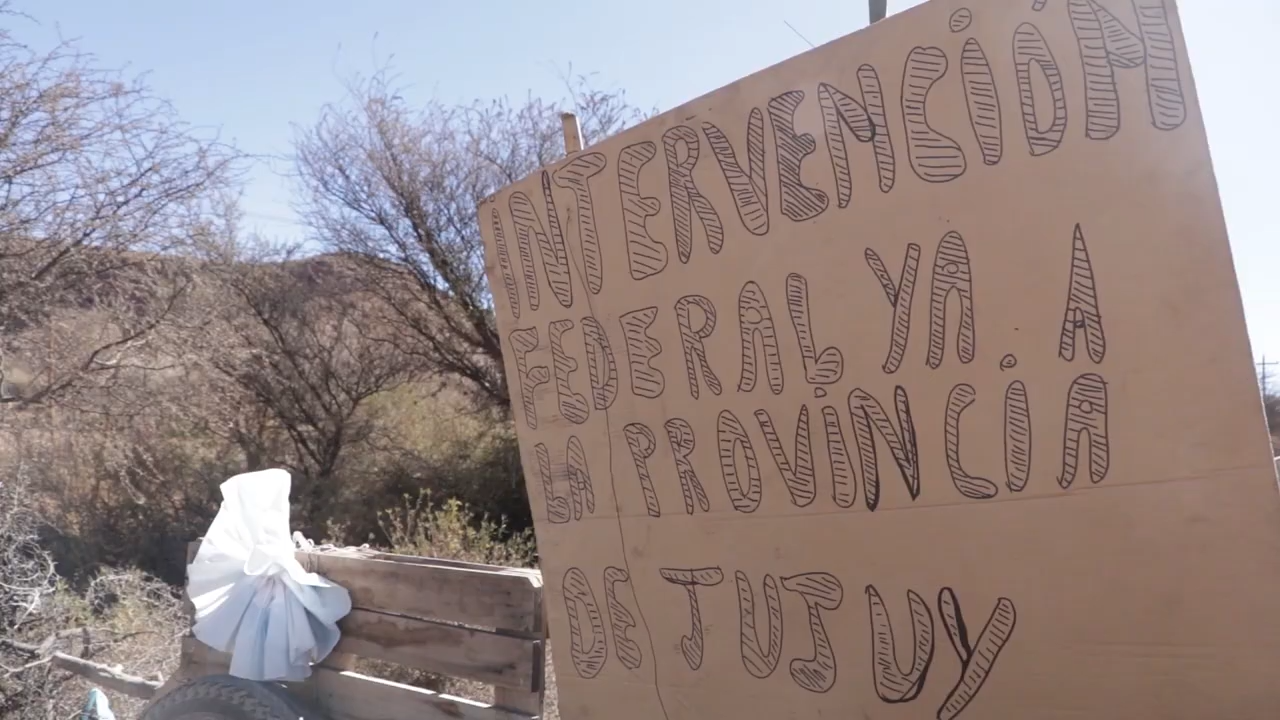 INTERVENCIÓN
FEDERAL YA. A
LA PROVINCIA
DE JUJUY